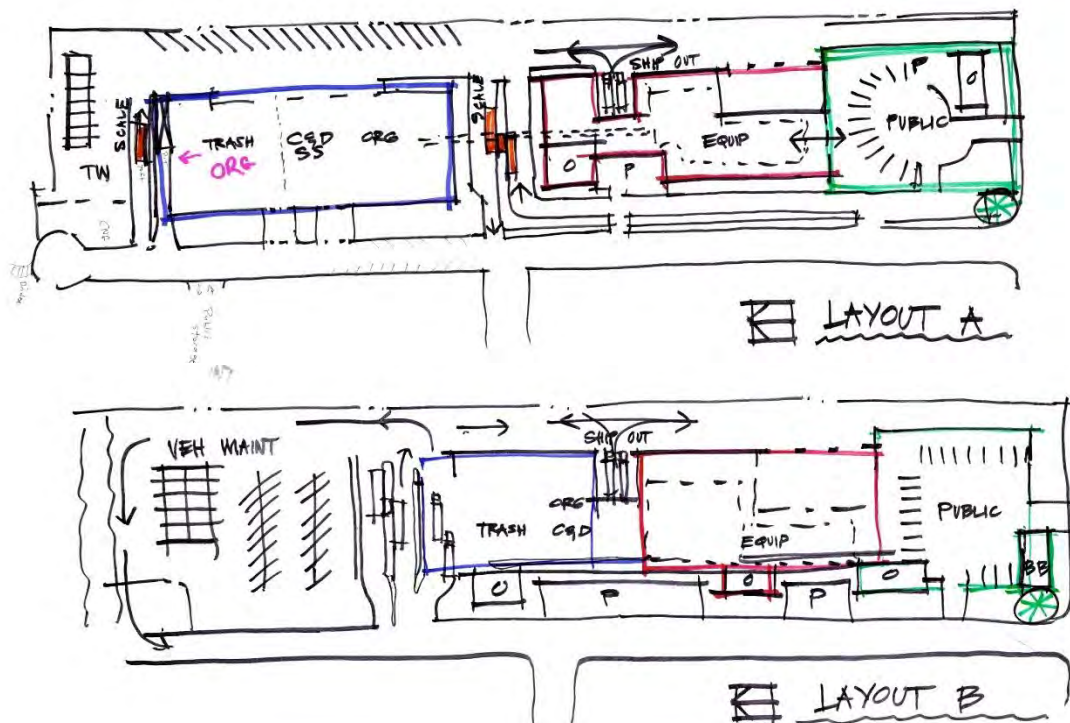 SHIP OUT
SCALE
SCALE
TRASH
C&D
SS
ORG
ORG
TW
O
P
EQUIP
P
PUBLIC
O
LAYOUT A
VEH MAINT
SHIP OUT
ORG
TRASH
C&D
EQUIP
PUBLIC
O
P
O
P
O
BB
LAYOUT B